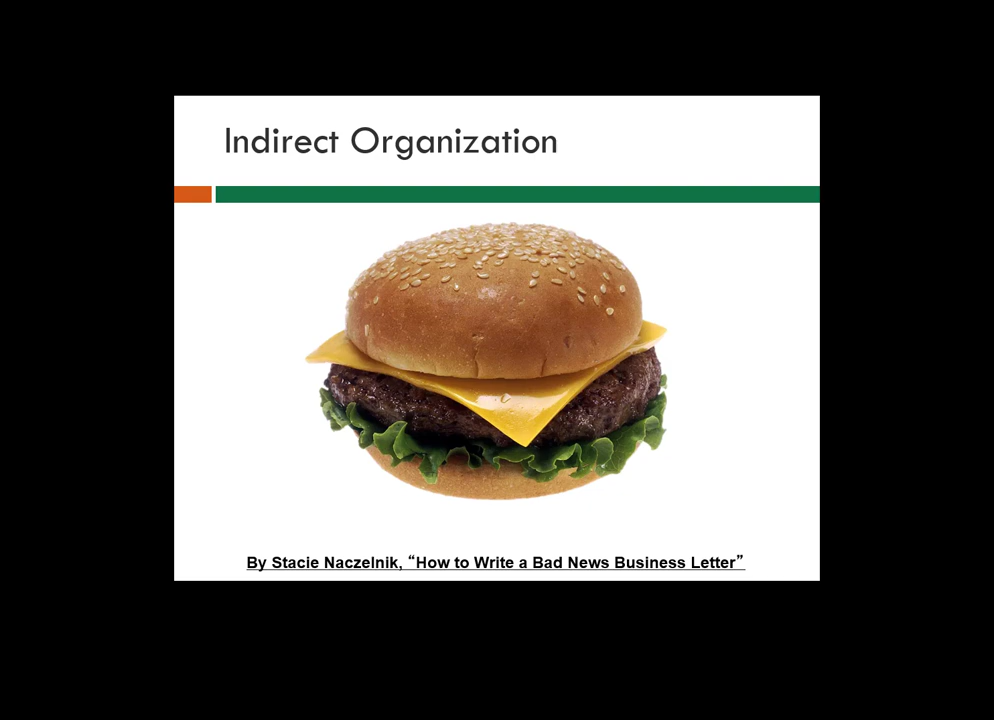 Indirect Organization
By Stacie Naczelnik, “How to Write a Bad News Business Letter”